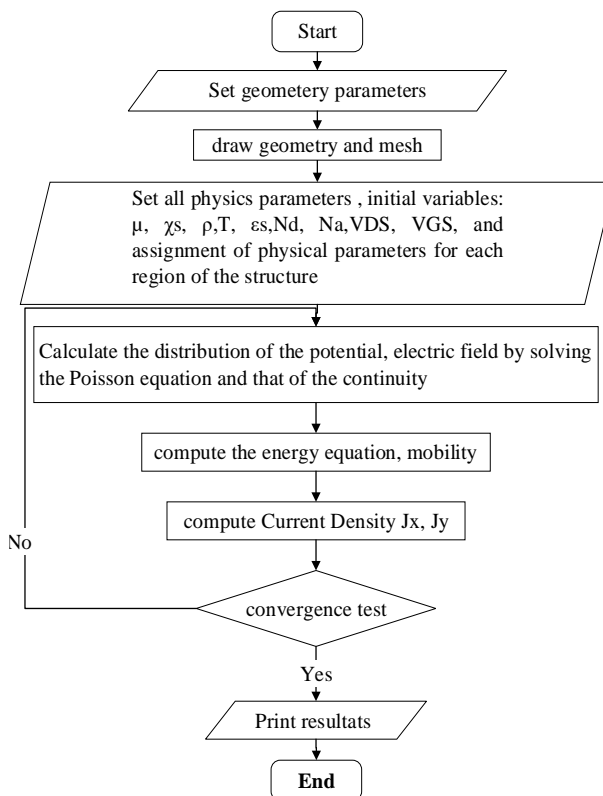 Start
Set geometery parameters
draw geometry and mesh
Set all physics parameters , initial variables:
μ, χs, ρ,T, εs,Nd, Na,VDS, VGS, and
assignment of physical parameters for each
region of the structure
Calculate the distribution of the potential, electric field by solving
the Poisson equation and that of the continuity
compute the energy equation, mobility
compute Current Density Jx, Jy
No
convergence test
Yes
Print resultats
End